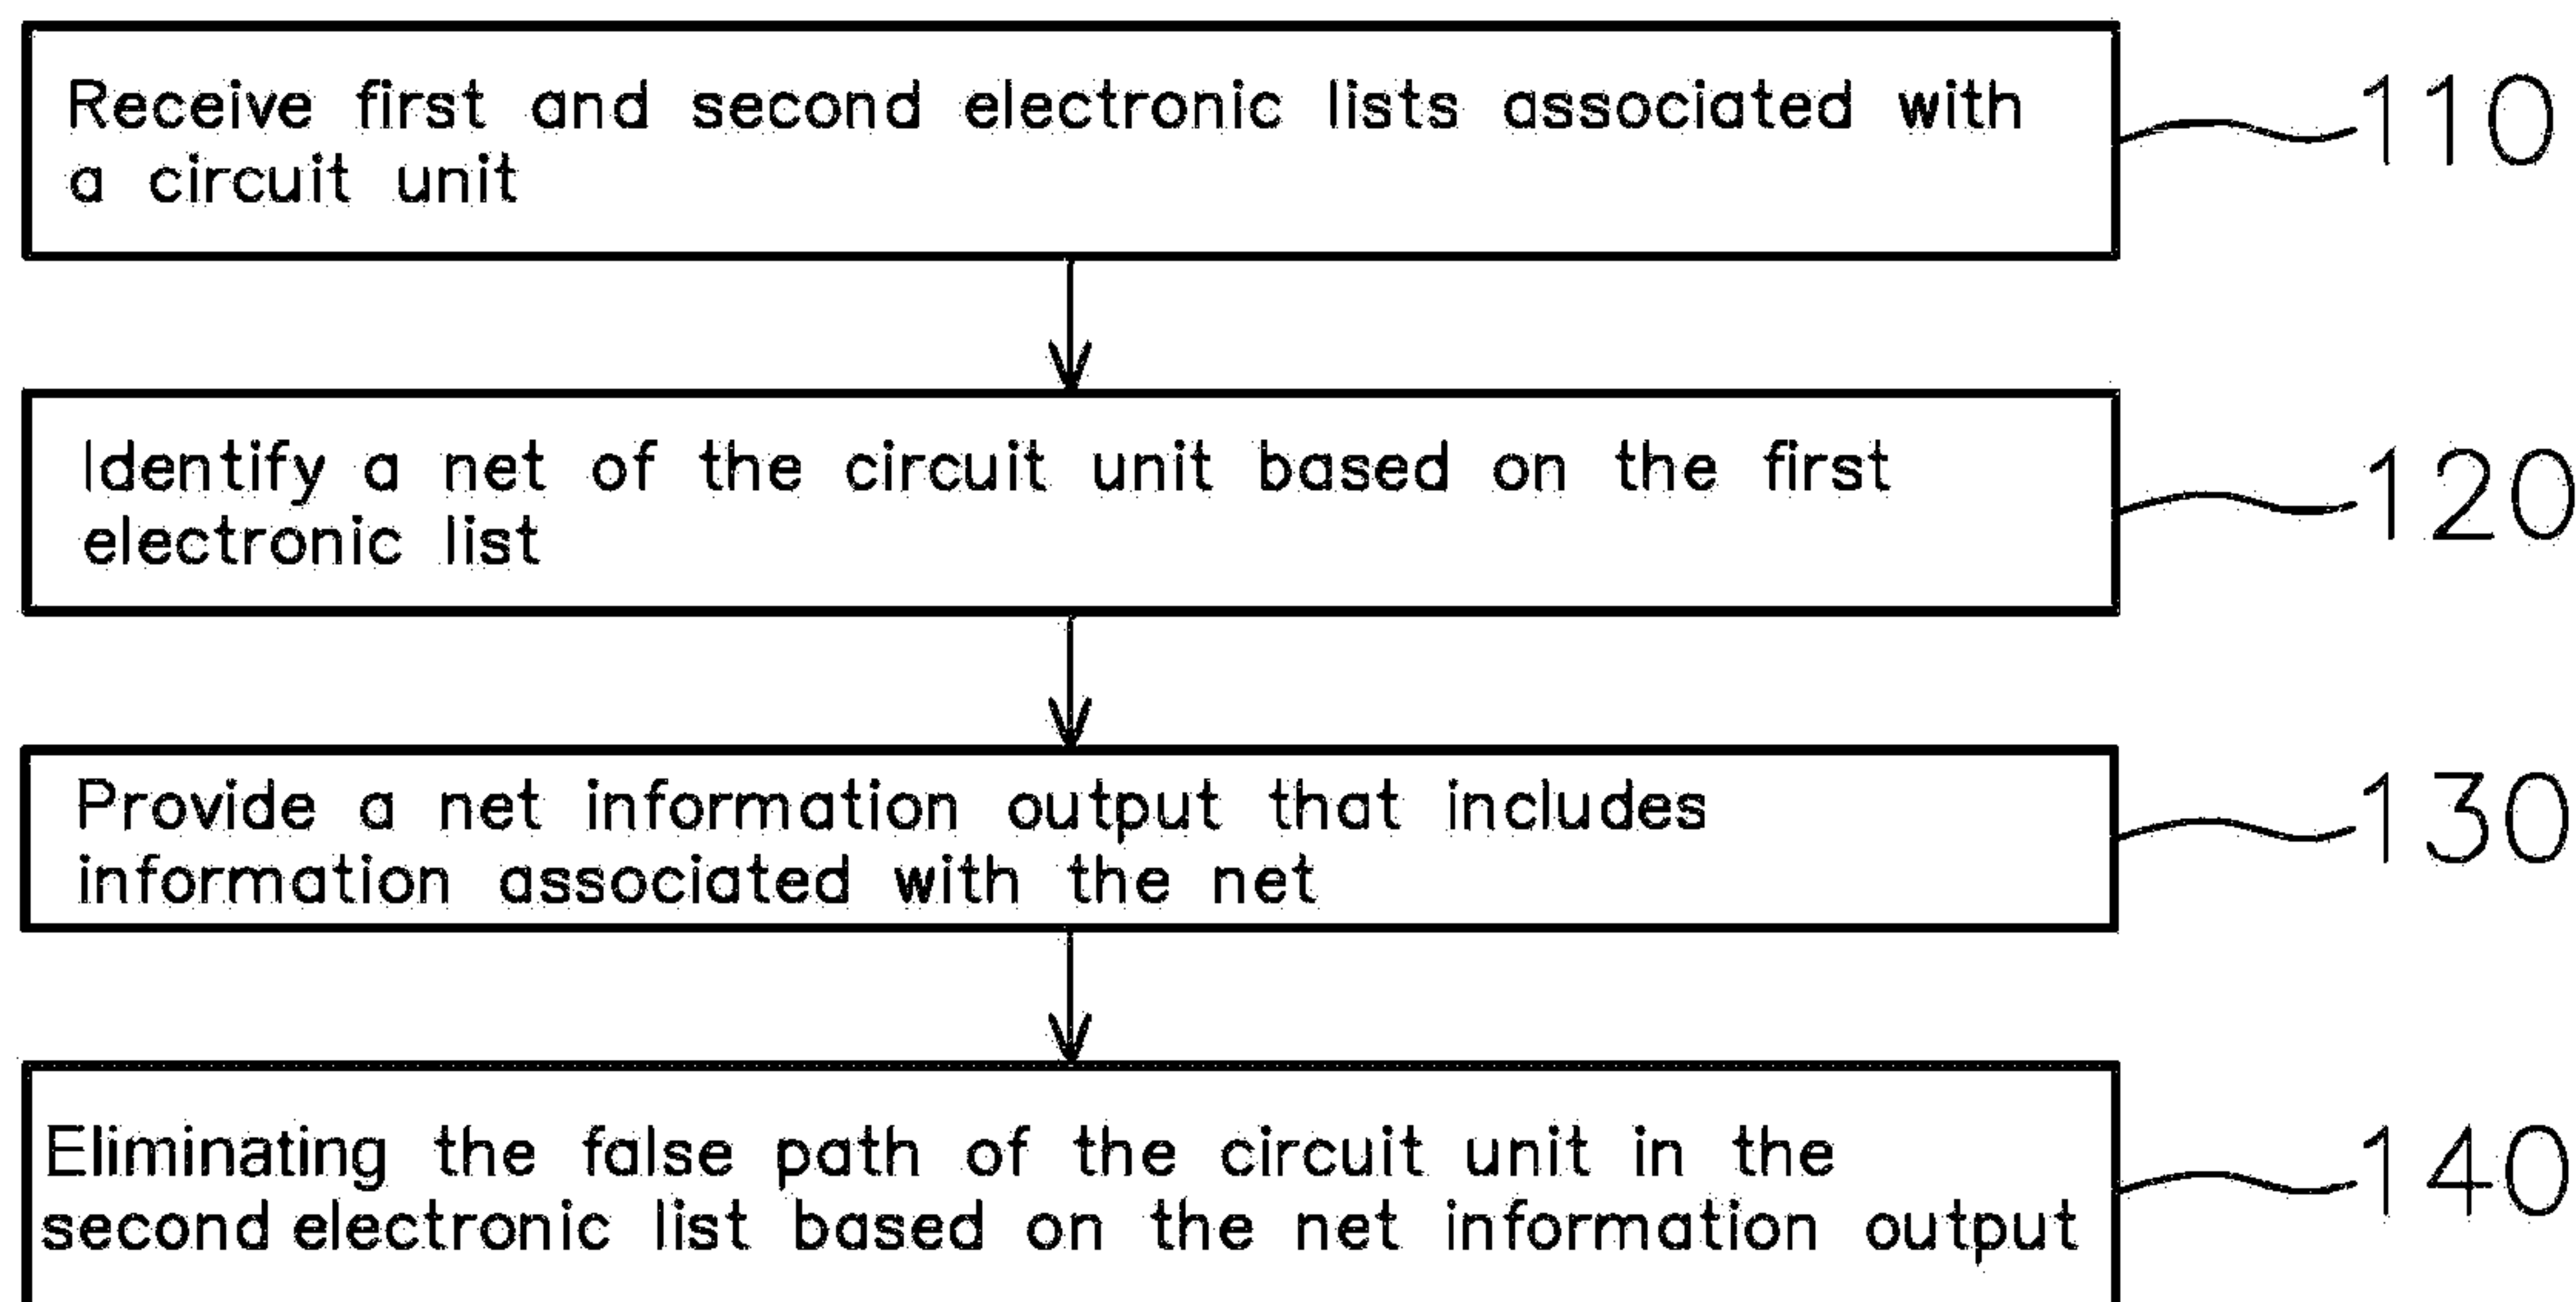 Receive first and second electronic lists associated with
a circuit unit
110
Identify a net of the circuit unit based on the first
electronic list
120
Provide a net information output that includes
information associated with the net
130
Eliminating the false path of the circuit unit in the
second electronic list based on the net information output
140